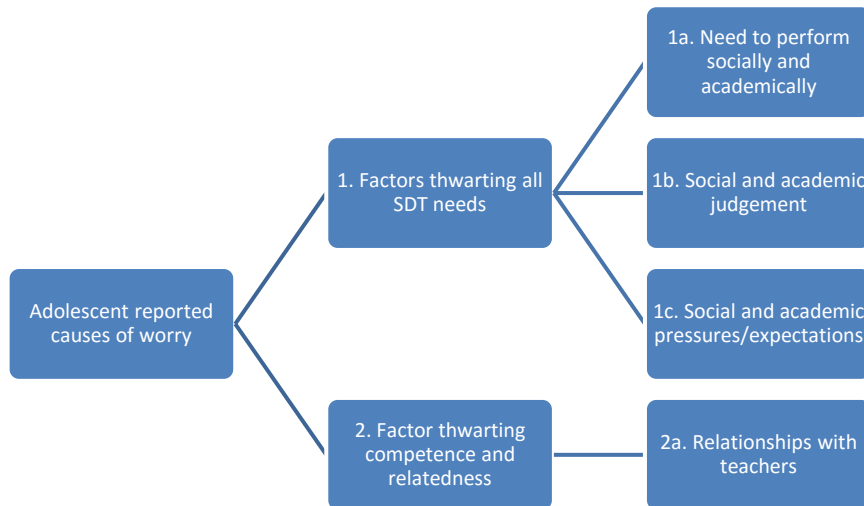 Adolescent reported
causes of worry
1. Factors thwarting all
SDT needs
1a. Need to perform
socially and
academically
1b. Social and academic
judgement
1c. Social and academic
pressures/expectations
2. Factor thwarting
competence and
relatedness
2a. Relationships with
teachers